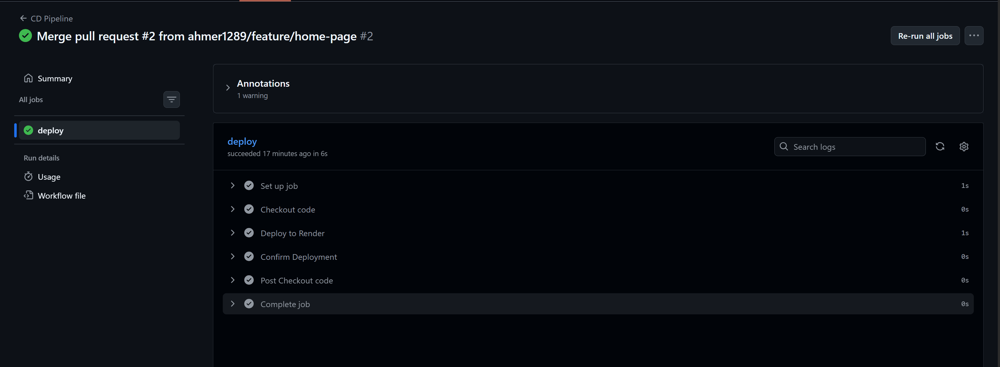 CD Pipeline
Merge pull request #2 from ahmer1289/feature/home-page #2
Re-run all jobs
Summary
All jobs
deploy
Run details
Usage
Workflow file
Annotations
1 warning
deploy
succeeded 17 minutes ago in 6s
Search logs
Set up job 1s
Checkout code 0s
Deploy to Render 1s
Confirm Deployment 0s
Post Checkout code 0s
Complete job 0s